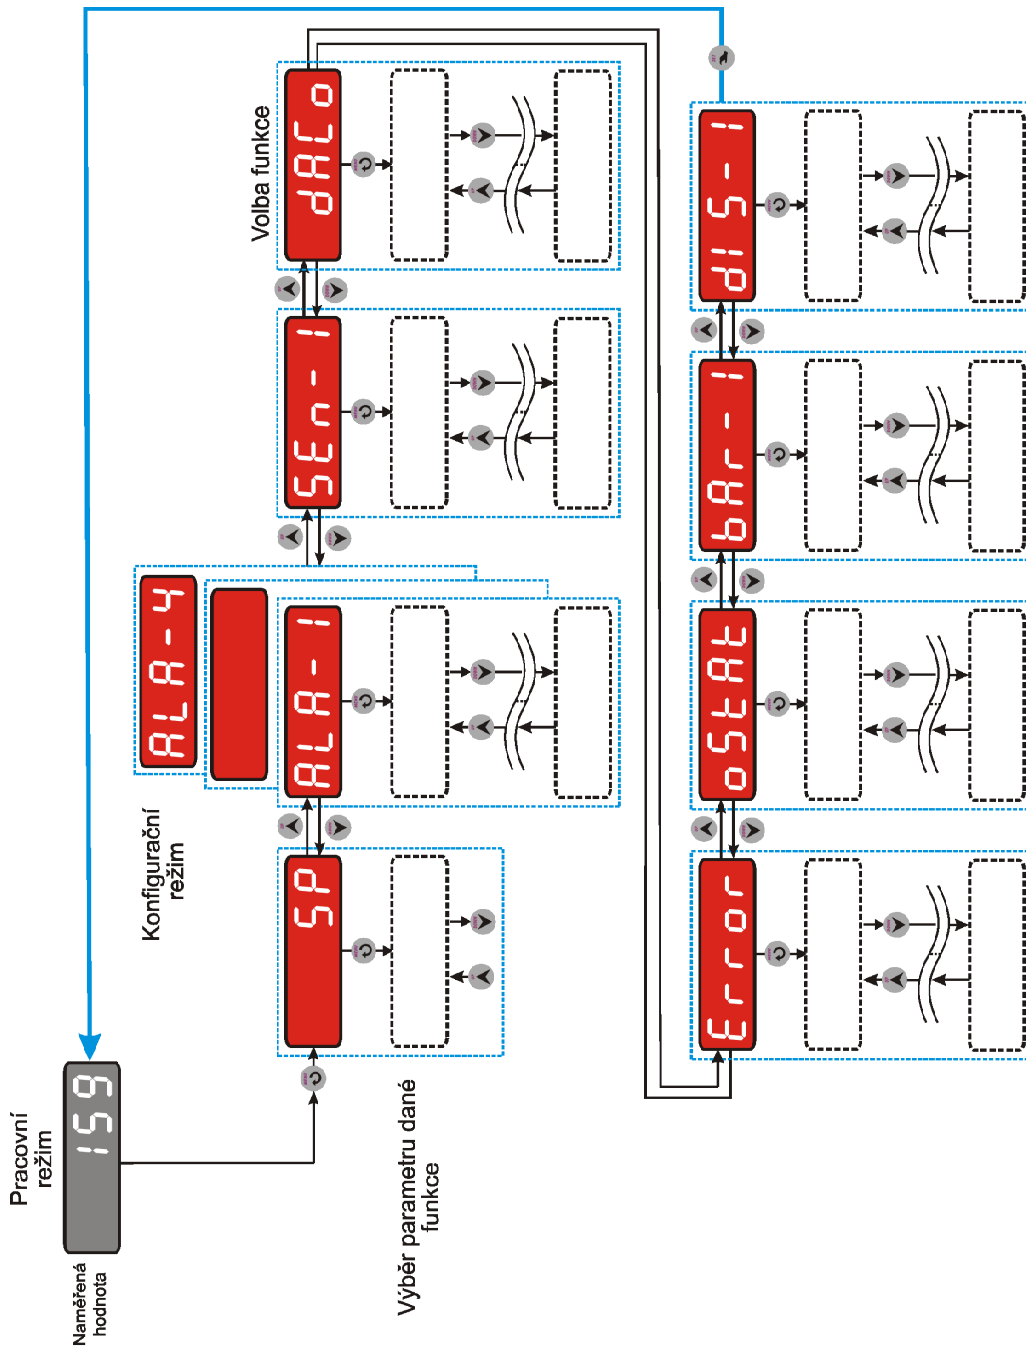 Pracovní
režim
Naměřená
hodnota
159
Konfigurační
režim
ALA-4
Volba funkce
SP
ALA-1
SEn-1
dACo
Výběr parametru dané
funkce
Error
oStAt
bAr-1
dIS-1